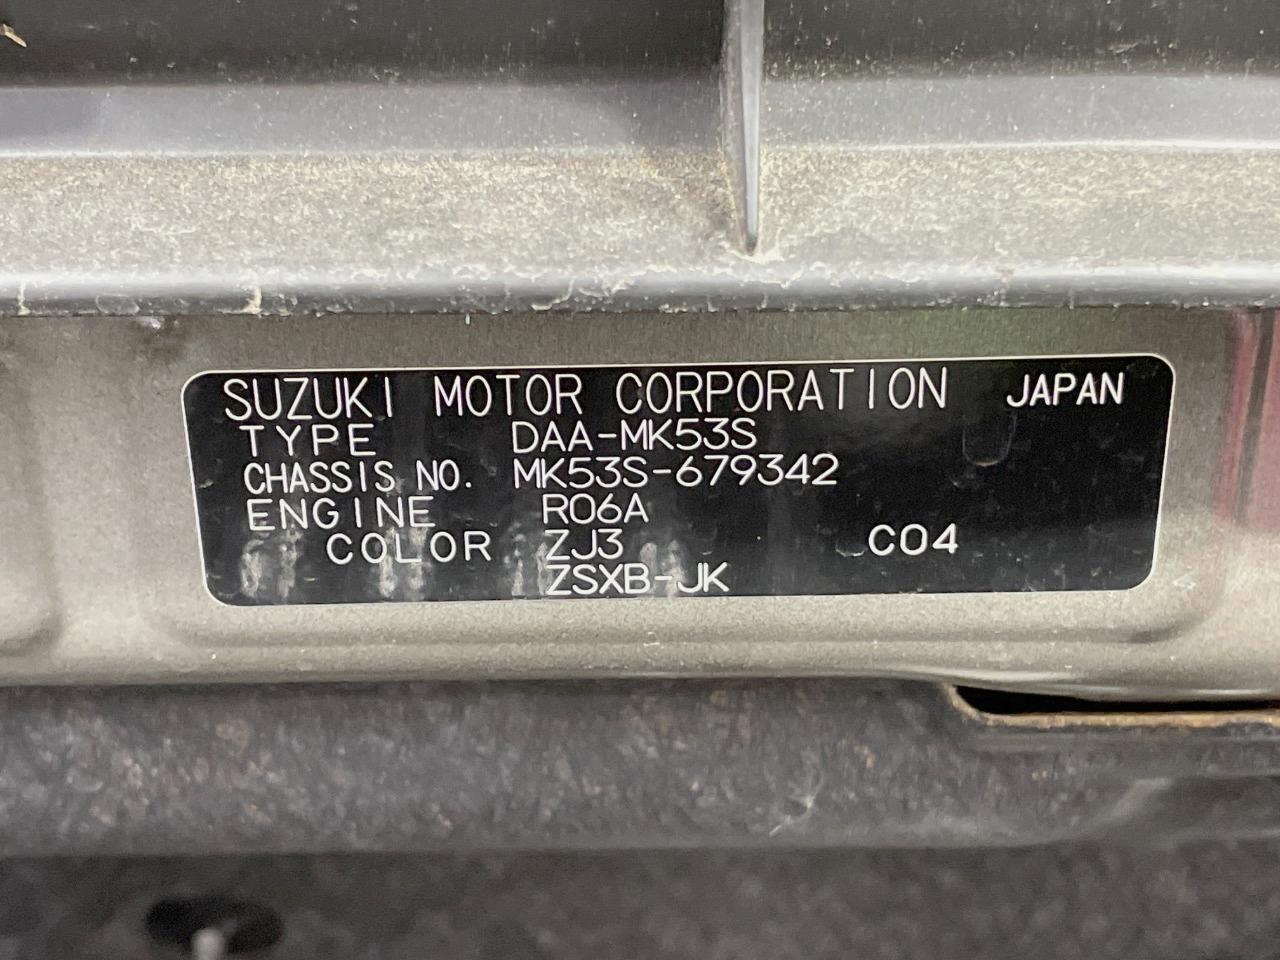 SUZUKI MOTOR CORPORATION JAPAN
TYPE DAA-MK53S
CHASSIS NO. MK53S-679342
ENGINE R06A
COLOR ZJ3 C04
ZSXB-JK